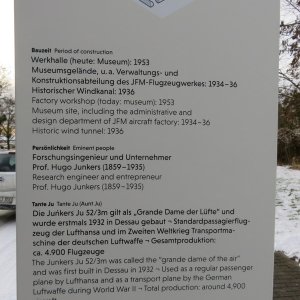 Bauzeit Period of construction
Werkhalle (heute: Museum): 1953
Museumsgelände, u. a. Verwaltungs- und
Konstruktionsabteilung des JFM-Flugzeugwerkes: 1934–36
Historischer Windkanal: 1936
Factory workshop (today: museum): 1953
Museum site, including the administrative and
design department of JFM aircraft factory: 1934–36
Historic wind tunnel: 1936
Persönlichkeit Eminent people
Forschungsingenieur und Unternehmer
Prof. Hugo Junkers (1859–1935)
Research engineer and entrepreneur
Prof. Hugo Junkers (1859–1935)
Tante Ju Tante Ju (Aunt Ju)
Die Junkers Ju 52/3m gilt als „Grande Dame der Lüfte“ und
wurde erstmals 1932 in Dessau gebaut ¬ Standardpassagierflug-
zeug der Lufthansa und im Zweiten Weltkrieg Transportma-
schine der deutschen Luftwaffe ¬ Gesamtproduktion:
ca. 4.900 Flugzeuge
The Junkers Ju 52/3m was called the "grande dame of the air"
and was first built in Dessau in 1932 ¬ Used as a regular passenger
plane by Lufthansa and as a transport plane by the German
Luftwaffe during World War II ¬ Total production: around 4,900